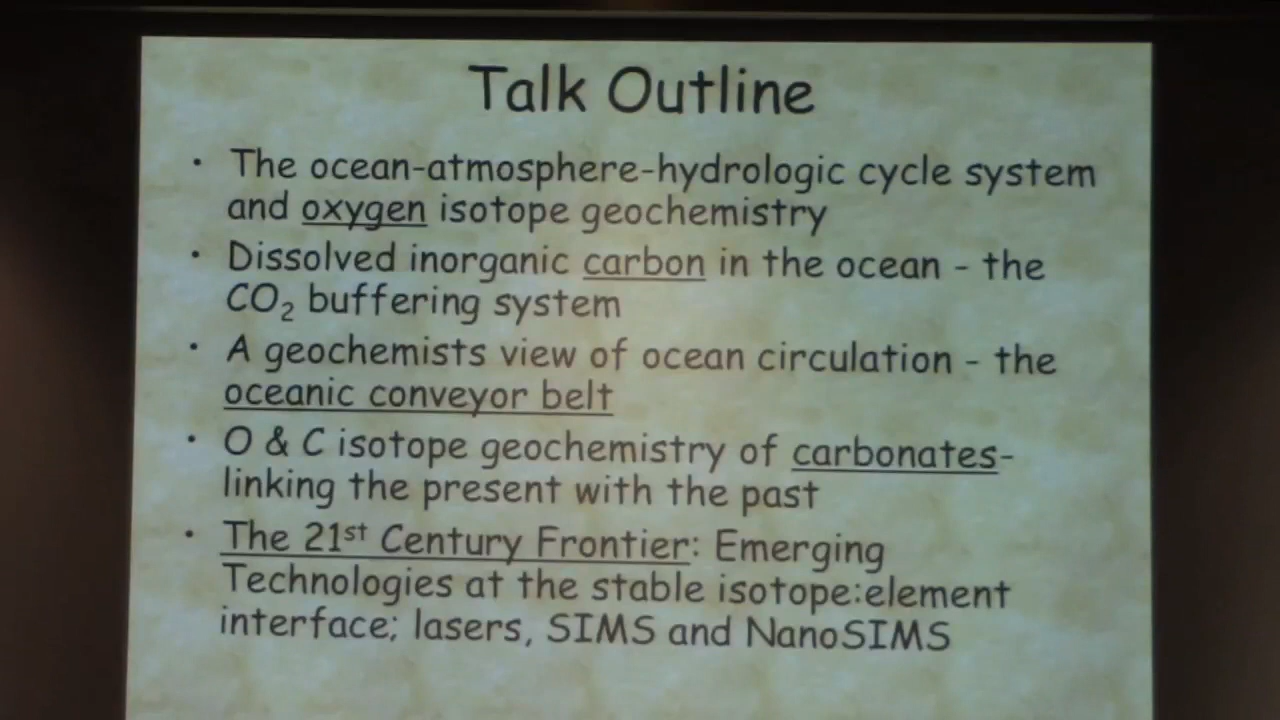 Talk Outline
• The ocean-atmosphere-hydrologic cycle system
and oxygen isotope geochemistry
• Dissolved inorganic carbon in the ocean - the
CO₂ buffering system
• A geochemists view of ocean circulation - the
oceanic conveyor belt
• O & C isotope geochemistry of carbonates-
linking the present with the past
• The 21st Century Frontier: Emerging
Technologies at the stable isotope:element
interface; lasers, SIMS and NanoSIMS